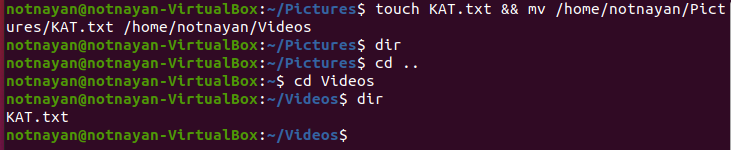 notnayan@notnayan-VirtualBox:~/Pictures$ touch KAT.txt && mv /home/notnayan/Pict
ures/KAT.txt /home/notnayan/Videos
notnayan@notnayan-VirtualBox:~/Pictures$ dir
notnayan@notnayan-VirtualBox:~/Pictures$ cd ..
notnayan@notnayan-VirtualBox:~$ cd Videos
notnayan@notnayan-VirtualBox:~/Videos$ dir
KAT.txt
notnayan@notnayan-VirtualBox:~/Videos$